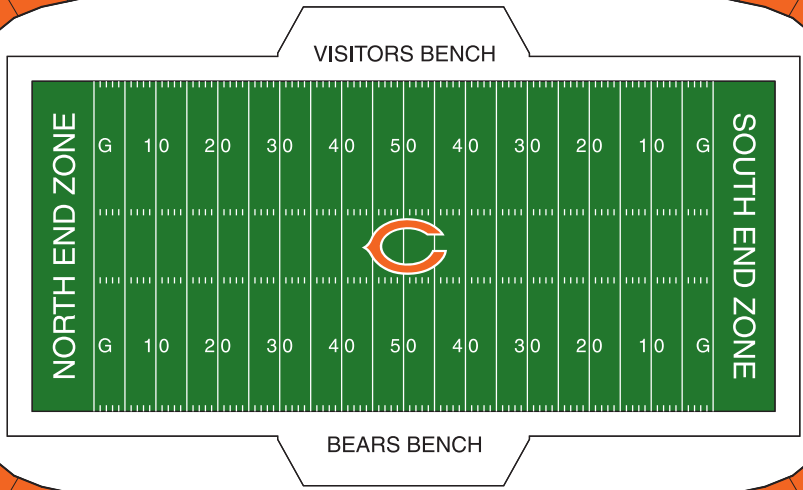 VISITORS BENCH
NORTH END ZONE
G 10 20 30 40 50 40 30 20 10 G
SOUTH END ZONE
C
G 10 20 30 40 50 40 30 20 10 G
BEARS BENCH